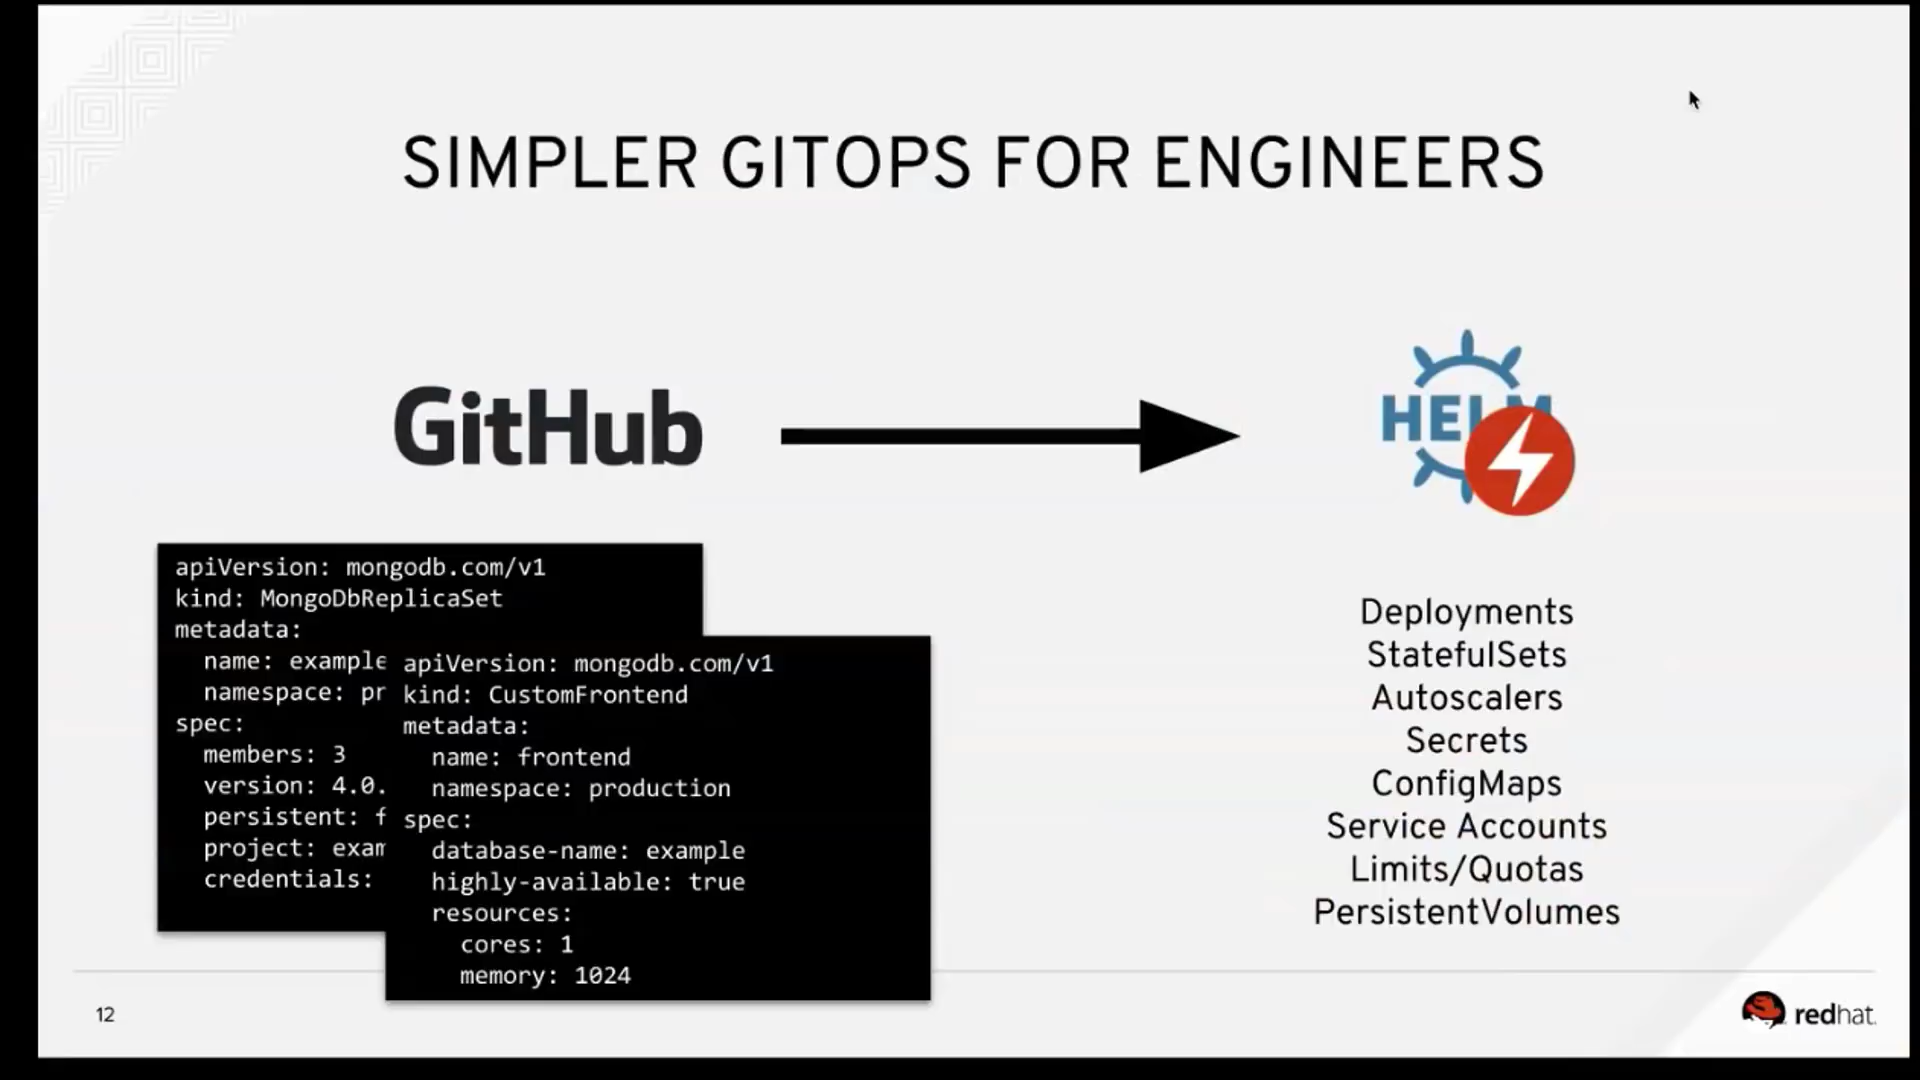 SIMPLER GITOPS FOR ENGINEERS
GitHub
HELM
apiVersion: mongodb.com/v1
kind: MongoDbReplicaSet
metadata:
name: example
namespace: pr
spec:
members: 3
version: 4.0.
persistent: f
project: exam
credentials:
apiVersion: mongodb.com/v1
kind: CustomFrontend
metadata:
name: frontend
namespace: production
spec:
database-name: example
highly-available: true
resources:
cores: 1
memory: 1024
Deployments
StatefulSets
Autoscalers
Secrets
ConfigMaps
Service Accounts
Limits/Quotas
PersistentVolumes
12
redhat.